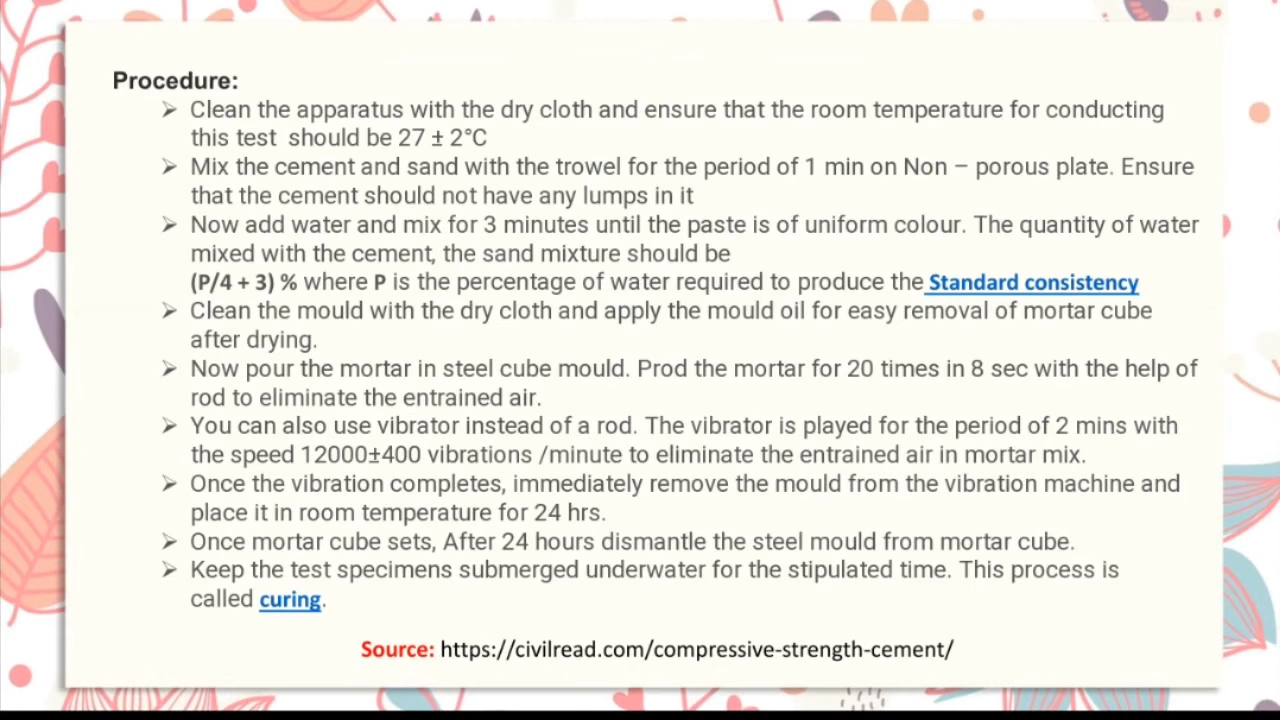 Procedure:
➢ Clean the apparatus with the dry cloth and ensure that the room temperature for conducting
this test should be 27 ± 2°C
➢ Mix the cement and sand with the trowel for the period of 1 min on Non – porous plate. Ensure
that the cement should not have any lumps in it
➢ Now add water and mix for 3 minutes until the paste is of uniform colour. The quantity of water
mixed with the cement, the sand mixture should be
(P/4 + 3) % where P is the percentage of water required to produce the Standard consistency
➢ Clean the mould with the dry cloth and apply the mould oil for easy removal of mortar cube
after drying.
➢ Now pour the mortar in steel cube mould. Prod the mortar for 20 times in 8 sec with the help of
rod to eliminate the entrained air.
➢ You can also use vibrator instead of a rod. The vibrator is played for the period of 2 mins with
the speed 12000±400 vibrations /minute to eliminate the entrained air in mortar mix.
➢ Once the vibration completes, immediately remove the mould from the vibration machine and
place it in room temperature for 24 hrs.
➢ Once mortar cube sets, After 24 hours dismantle the steel mould from mortar cube.
➢ Keep the test specimens submerged underwater for the stipulated time. This process is
called curing.
Source: https://civilread.com/compressive-strength-cement/